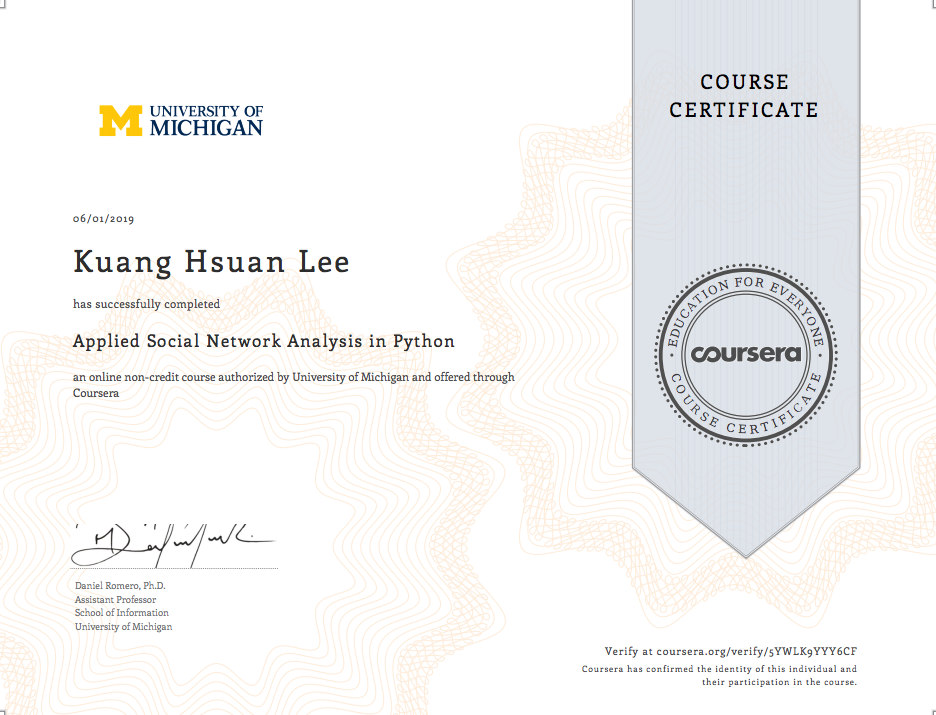 COURSE
CERTIFICATE
M UNIVERSITY OF
MICHIGAN
06/01/2019
Kuang Hsuan Lee
has successfully completed
Applied Social Network Analysis in Python
an online non-credit course authorized by University of Michigan and offered through
Coursera
EDUCATION FOR EVERYONE
coursera
COURSE CERTIFICATE
Daniel Romero, Ph.D.
Assistant Professor
School of Information
University of Michigan
Verify at coursera.org/verify/5YWLK9YYY6CF
Coursera has confirmed the identity of this individual and
their participation in the course.